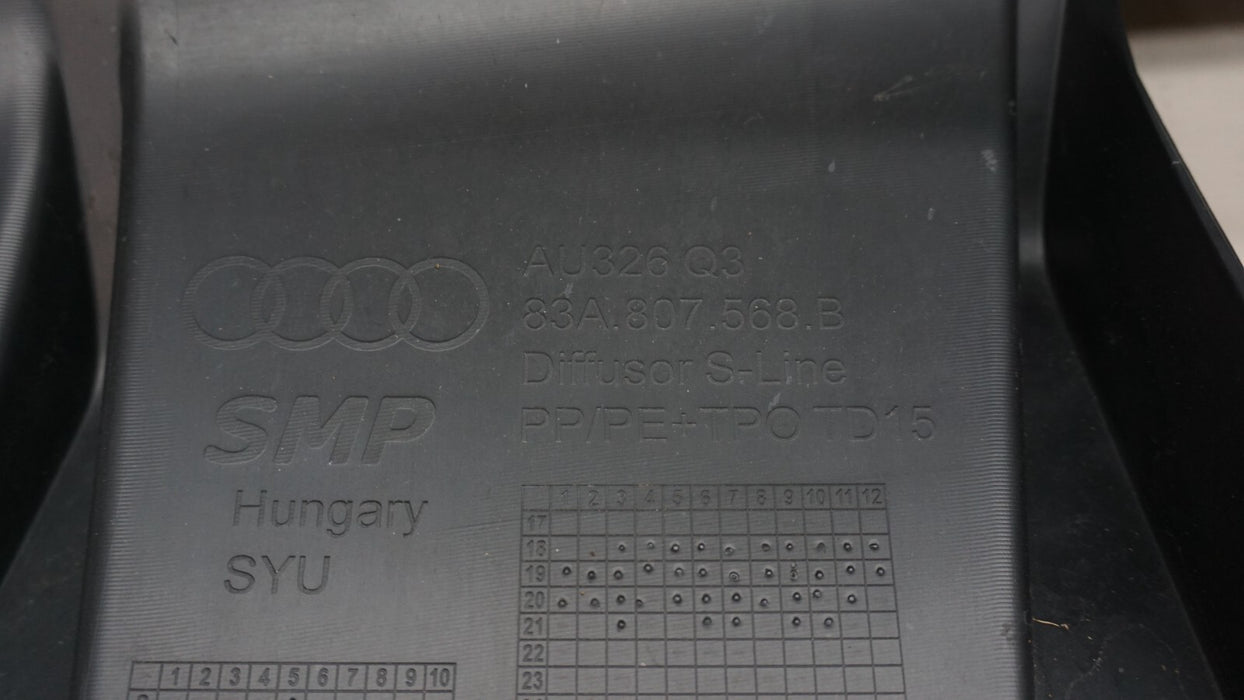 AU326 Q3
83A.807.568.B
Diffusor S-Line
PP/PE+TPO TD15
SMP
Hungary
SYU
1 2 3 4 5 6 7 8 9 10 11 12
17
18
19
20
21
22
23
1 2 3 4 5 6 7 8 9 10